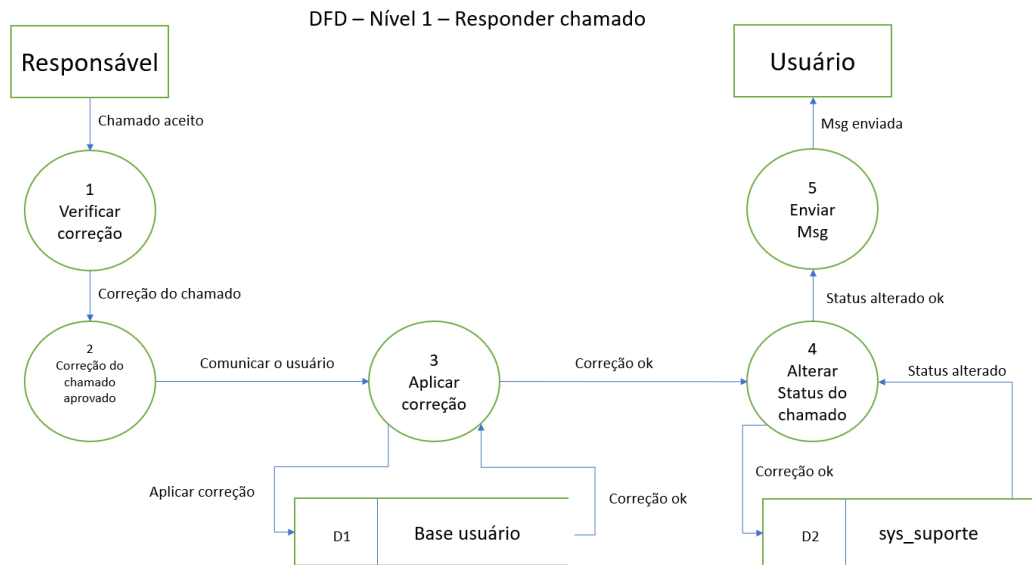 DFD – Nível 1 – Responder chamado
Responsável
Usuário
Chamado aceito
Msg enviada
1
Verificar
correção
5
Enviar
Msg
Correção do chamado
Status alterado ok
2
Correção do
chamado
aprovado
Comunicar o usuário
3
Aplicar
correção
Correção ok
4
Alterar
Status do
chamado
Status alterado
Aplicar correção
Correção ok
Correção ok
D1
Base usuário
D2
sys_suporte